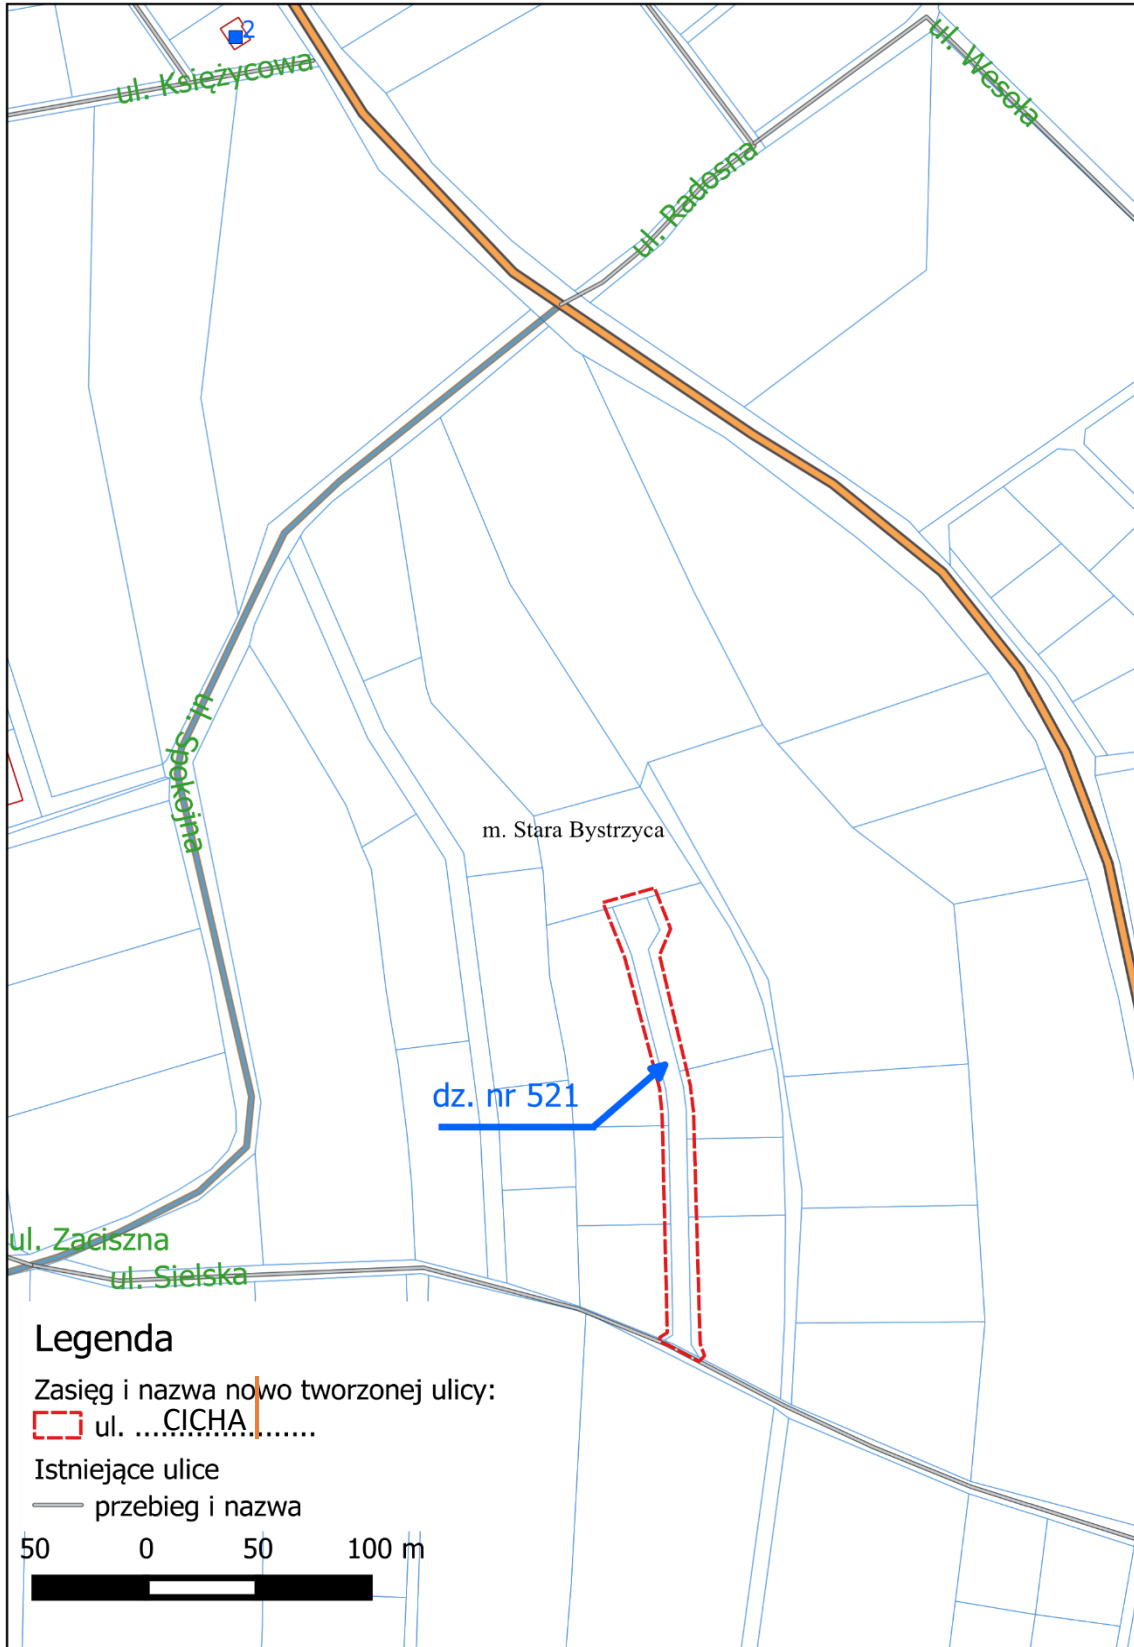 2
ul. Księżycowa
ul. Wesoła
ul. Radosna
ul. Spokojna
m. Stara Bystrzyca
dz. nr 521
ul. Zaciszna
ul. Sielska
Legenda
Zasięg i nazwa nowo tworzonej ulicy:
ul. ...CICHA......
Istniejące ulice
przebieg i nazwa
50 0 50 100 m